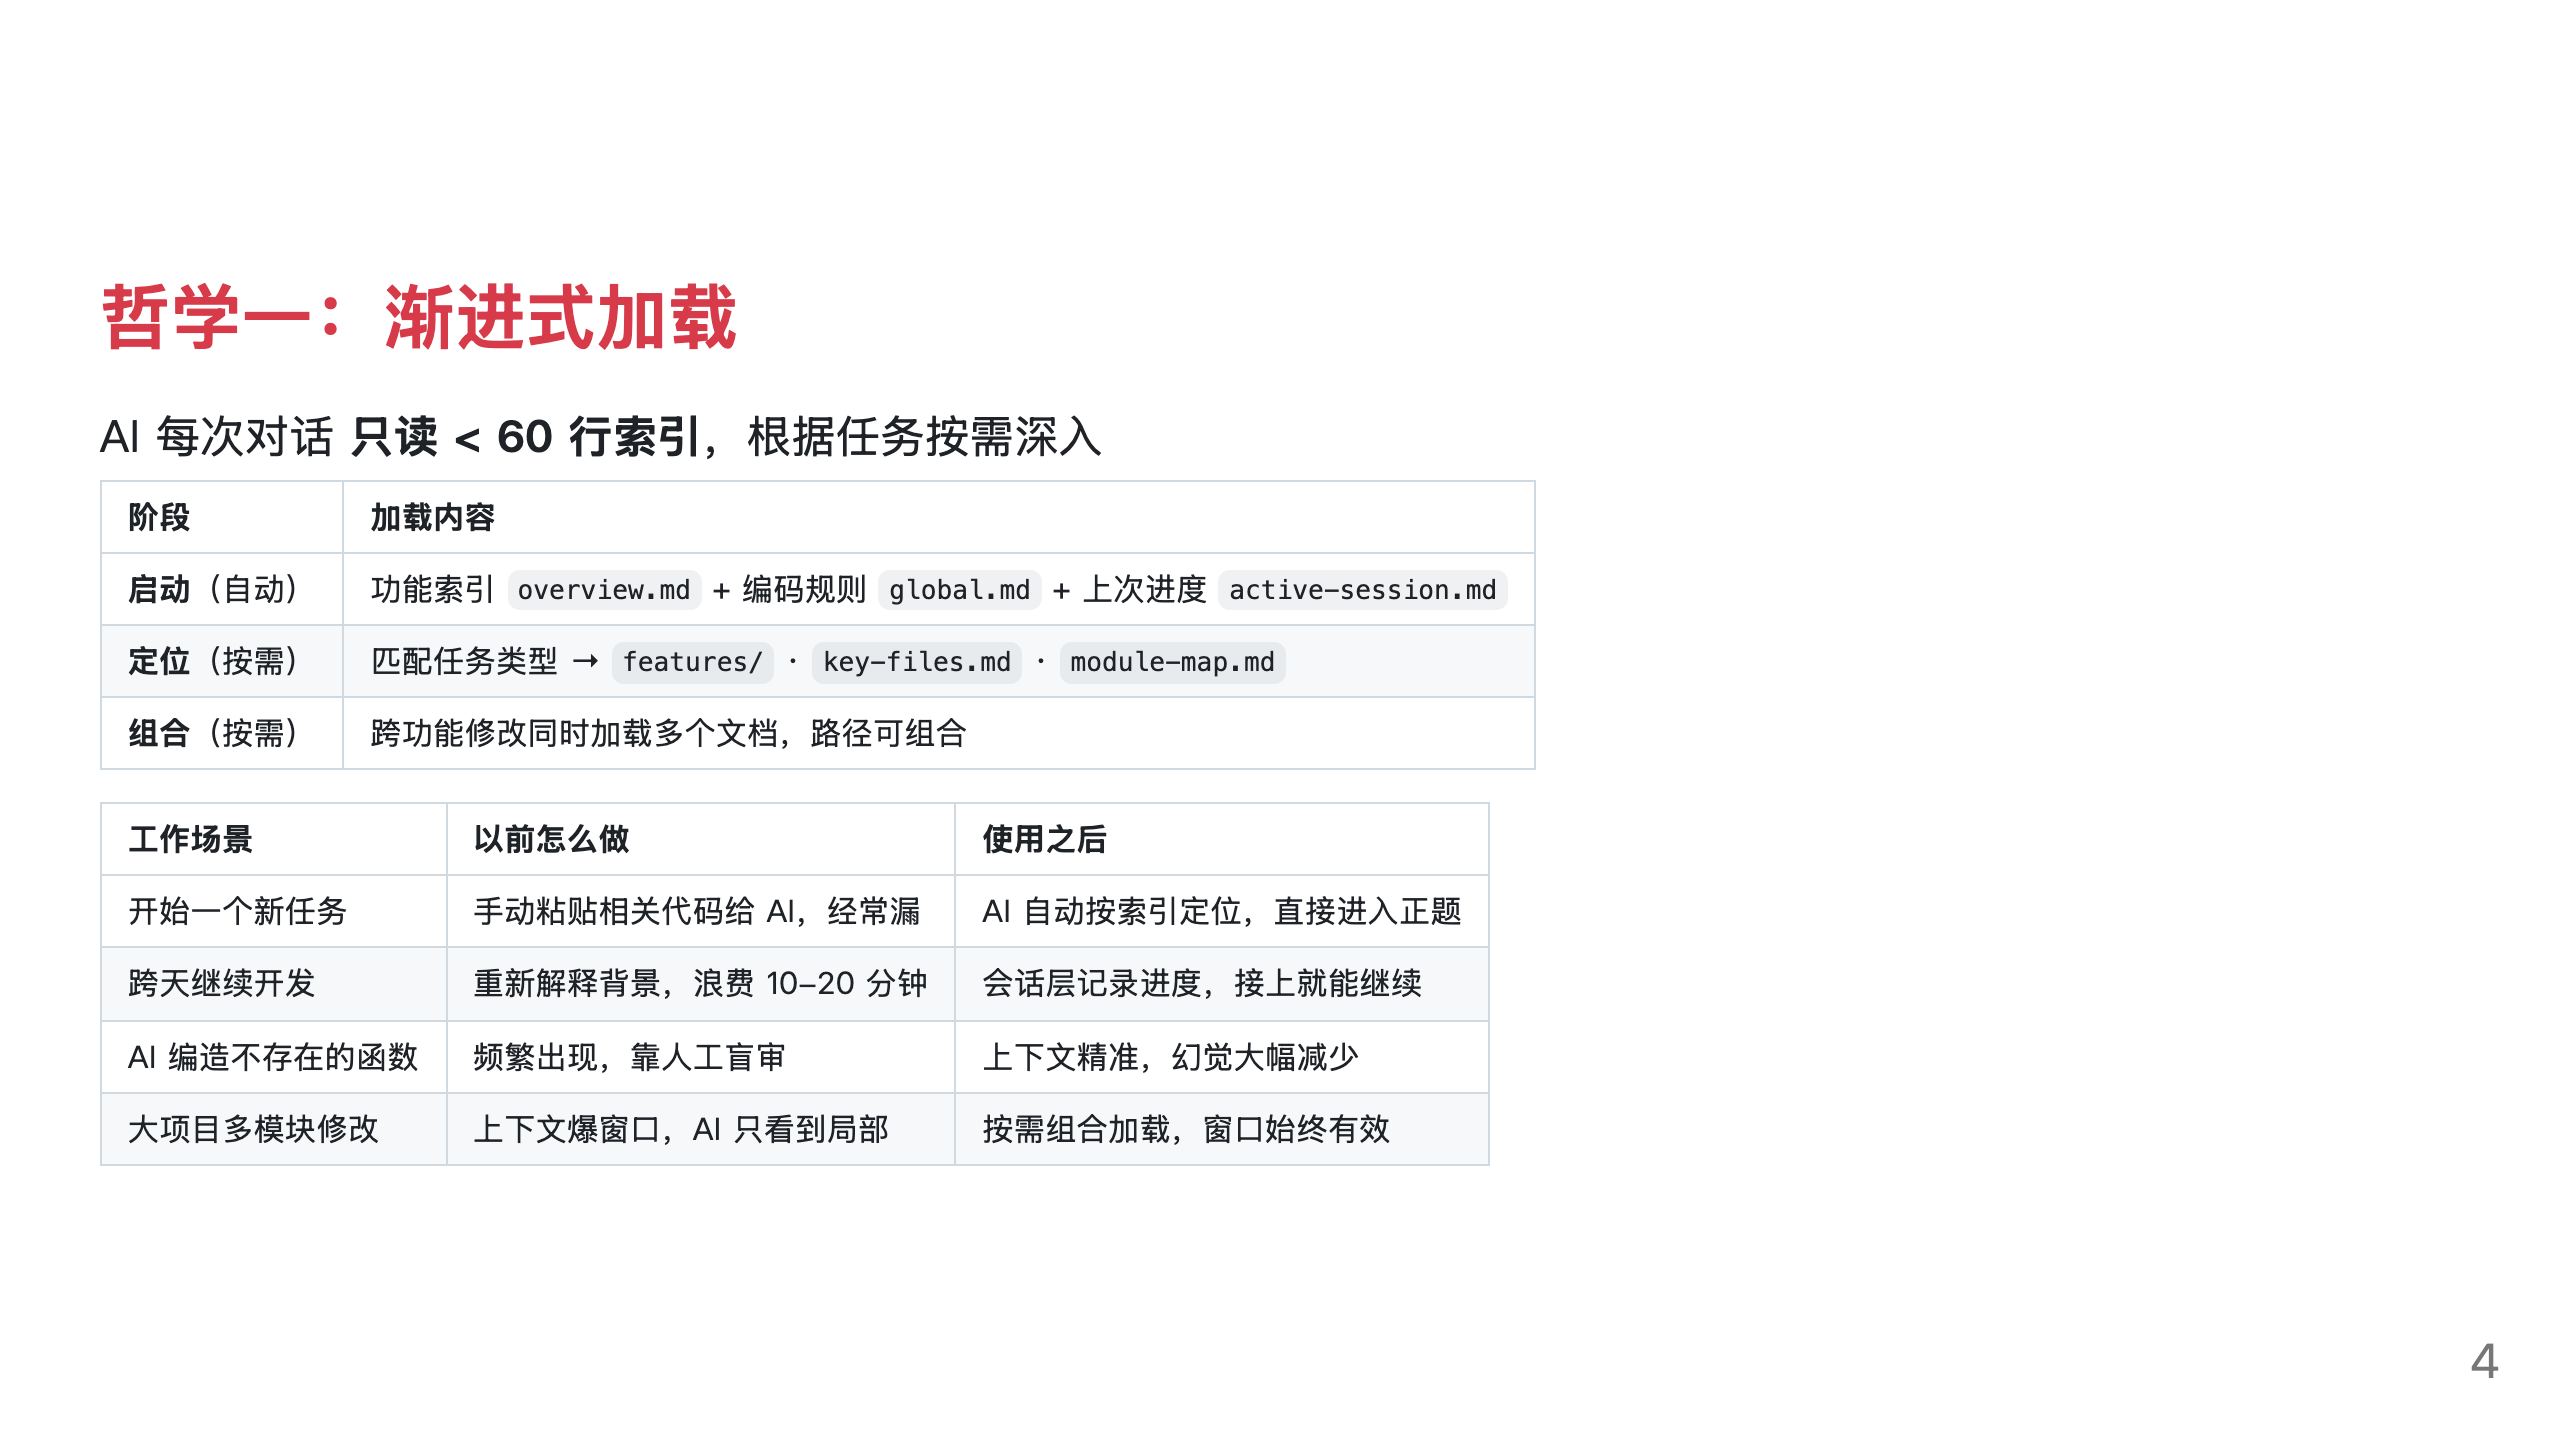 哲学一：渐进式加载
AI 每次对话 只读 < 60 行索引，根据任务按需深入
阶段 加载内容
启动（自动） 功能索引 overview.md + 编码规则 global.md + 上次进度 active-session.md
定位（按需） 匹配任务类型 → features/ · key-files.md · module-map.md
组合（按需） 跨功能修改同时加载多个文档，路径可组合
工作场景 以前怎么做 使用之后
开始一个新任务 手动粘贴相关代码给 AI，经常漏 AI 自动按索引定位，直接进入正题
跨天继续开发 重新解释背景，浪费 10–20 分钟 会话层记录进度，接上就能继续
AI 编造不存在的函数 频繁出现，靠人工盲审 上下文精准，幻觉大幅减少
大项目多模块修改 上下文爆窗口，AI 只看到局部 按需组合加载，窗口始终有效
4